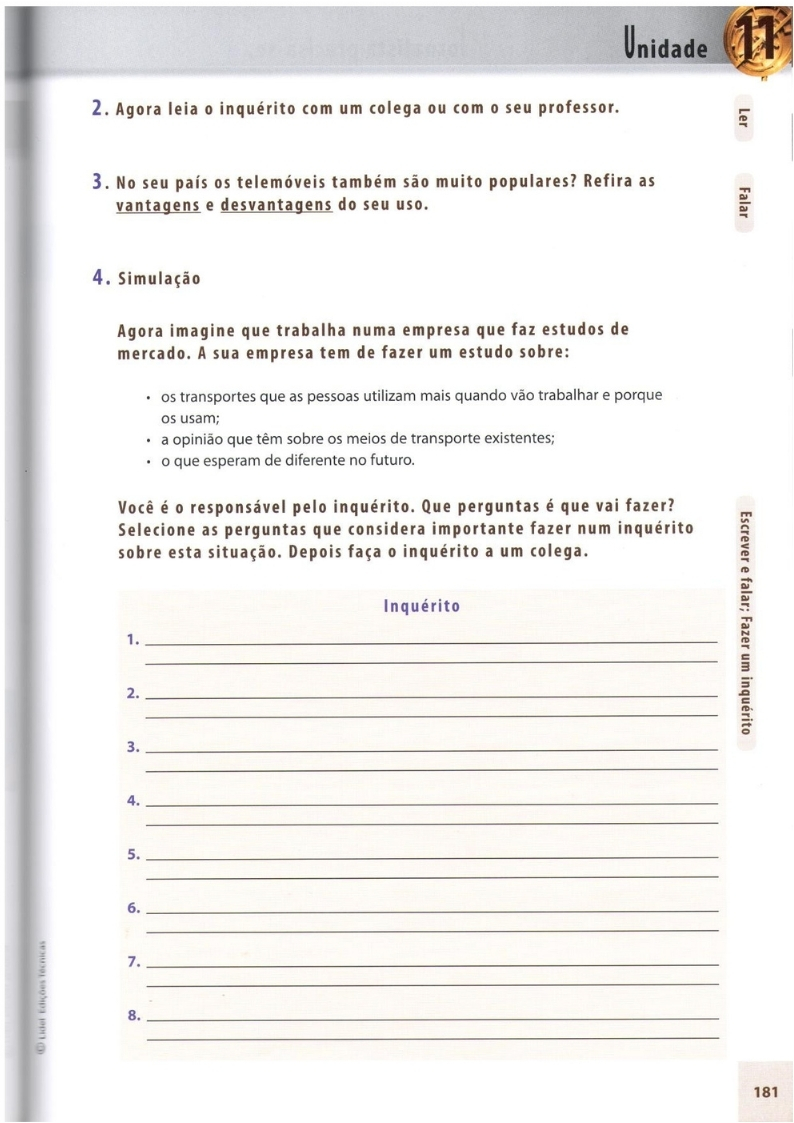 Unidade 11
2. Agora leia o inquérito com um colega ou com o seu professor.
Ler
3. No seu país os telemóveis também são muito populares? Refira as
vantagens e desvantagens do seu uso.
Falar
4. Simulação
Agora imagine que trabalha numa empresa que faz estudos de
mercado. A sua empresa tem de fazer um estudo sobre:
• os transportes que as pessoas utilizam mais quando vão trabalhar e porque
os usam;
• a opinião que têm sobre os meios de transporte existentes;
• o que esperam de diferente no futuro.
Você é o responsável pelo inquérito. Que perguntas é que vai fazer?
Selecione as perguntas que considera importante fazer num inquérito
sobre esta situação. Depois faça o inquérito a um colega.
Escrever e falar; Fazer um inquérito
Inquérito
1.
2.
3.
4.
5.
6.
7.
8.
© Lidel Edições Técnicas
181